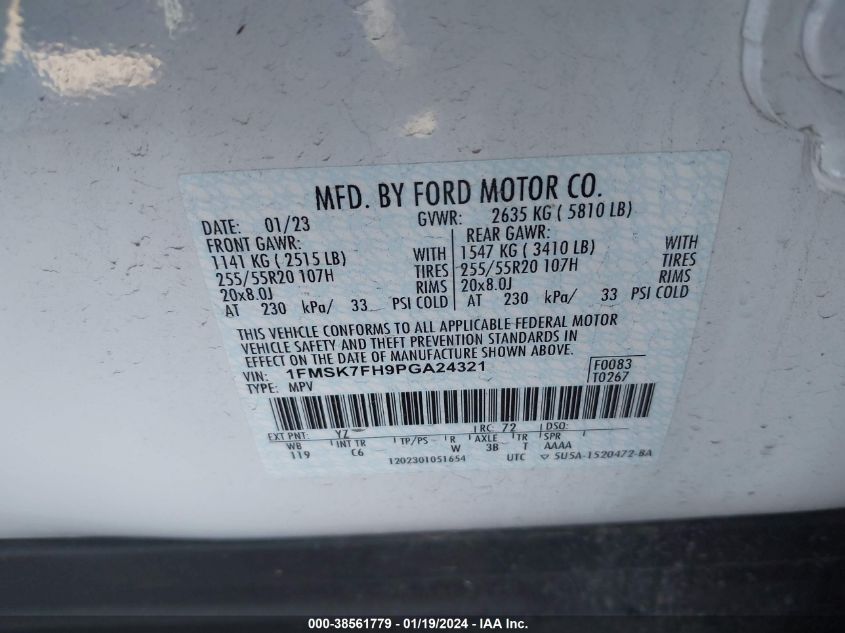 MFD. BY FORD MOTOR CO.
DATE: 01/23 GVWR: 2635 KG ( 5810 LB)
FRONT GAWR: REAR GAWR:
1141 KG ( 2515 LB) WITH 1547 KG ( 3410 LB) WITH
255/55R20 107H TIRES 255/55R20 107H TIRES
20x8.0J RIMS 20x8.0J RIMS
AT 230 kPa/ 33 PSI COLD AT 230 kPa/ 33 PSI COLD
THIS VEHICLE CONFORMS TO ALL APPLICABLE FEDERAL MOTOR
VEHICLE SAFETY AND THEFT PREVENTION STANDARDS IN
EFFECT ON THE DATE OF MANUFACTURE SHOWN ABOVE.
VIN: 1FMSK7FH9PGA24321 F0083
TYPE: MPV T0267
EXT PNT: YZ RC: 72 DSO:
WB INT TR TP/PS R AXLE TR SPR
119 C6 W 3B T AAAA
1202301051654 UTC 5U5A-1520472-BA
000-38561779 - 01/19/2024 - IAA Inc.